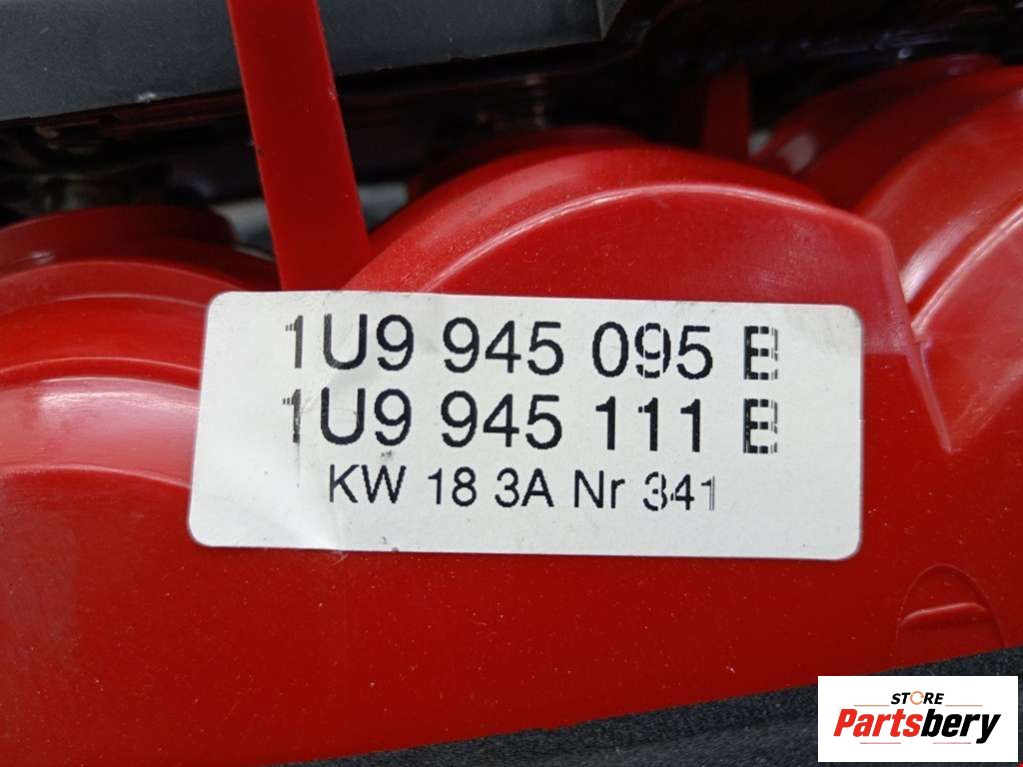 1U9 945 095 E
1U9 945 111 E
KW 18 3A Nr 341
STORE
Partsbery